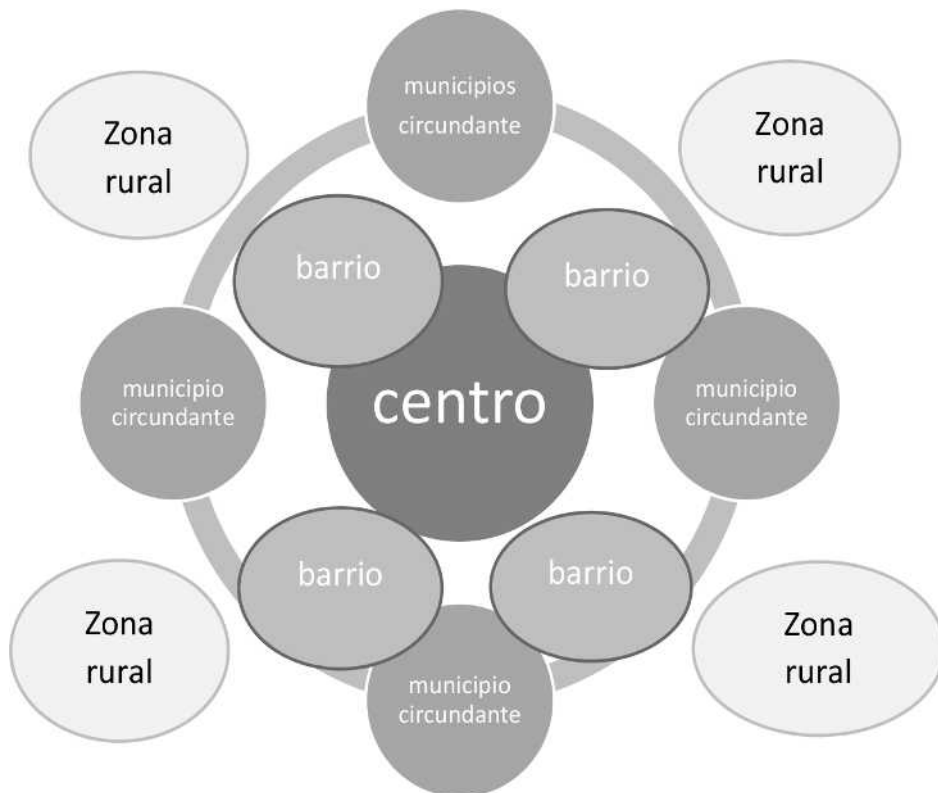 municipios
circundante
Zona
rural
Zona
rural
barrio
barrio
municipio
circundante
centro
municipio
circundante
barrio
barrio
Zona
rural
municipio
circundante
Zona
rural